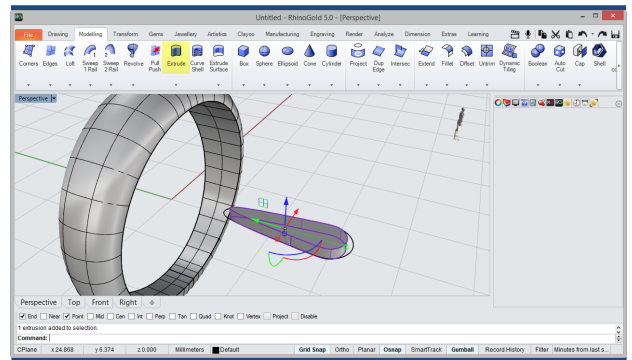 Untitled - RhinoGold 5.0 - [Perspective]
File Drawing Modelling Transform Gems Jewellery Artistics Clayoo Manufacturing Engraving Render Analyze Dimension Extras Learning
Corners Edges Loft Sweep 1 Rail Sweep 2 Rail Revolve Pull Push Extrude Curve Shell Extrude Surface Box Sphere Ellipsoid Cone Cylinder Project Dup Edge Intersec Extend Fillet Offset Untrim Dynamic Tiling Boolean Auto Cut Cap Shell
Perspective
Perspective Top Front Right
End Near Point Mid Cen Int Perp Tan Quad Knot Vertex Project Disable
1 extrusion added to selection.
Command:
CPlane x 24.868 y 6.374 z 0.000 Millimeters Default Grid Snap Ortho Planar Osnap SmartTrack Gumball Record History Filter Minutes from last s...